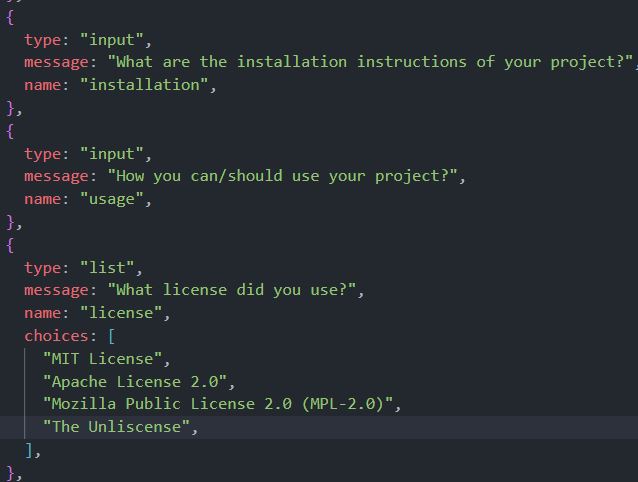 {
type: "input",
message: "What are the installation instructions of your project?",
name: "installation",
},
{
type: "input",
message: "How you can/should use your project?",
name: "usage",
},
{
type: "list",
message: "What license did you use?",
name: "license",
choices: [
"MIT License",
"Apache License 2.0",
"Mozilla Public License 2.0 (MPL-2.0)",
"The Unliscense",
],
},